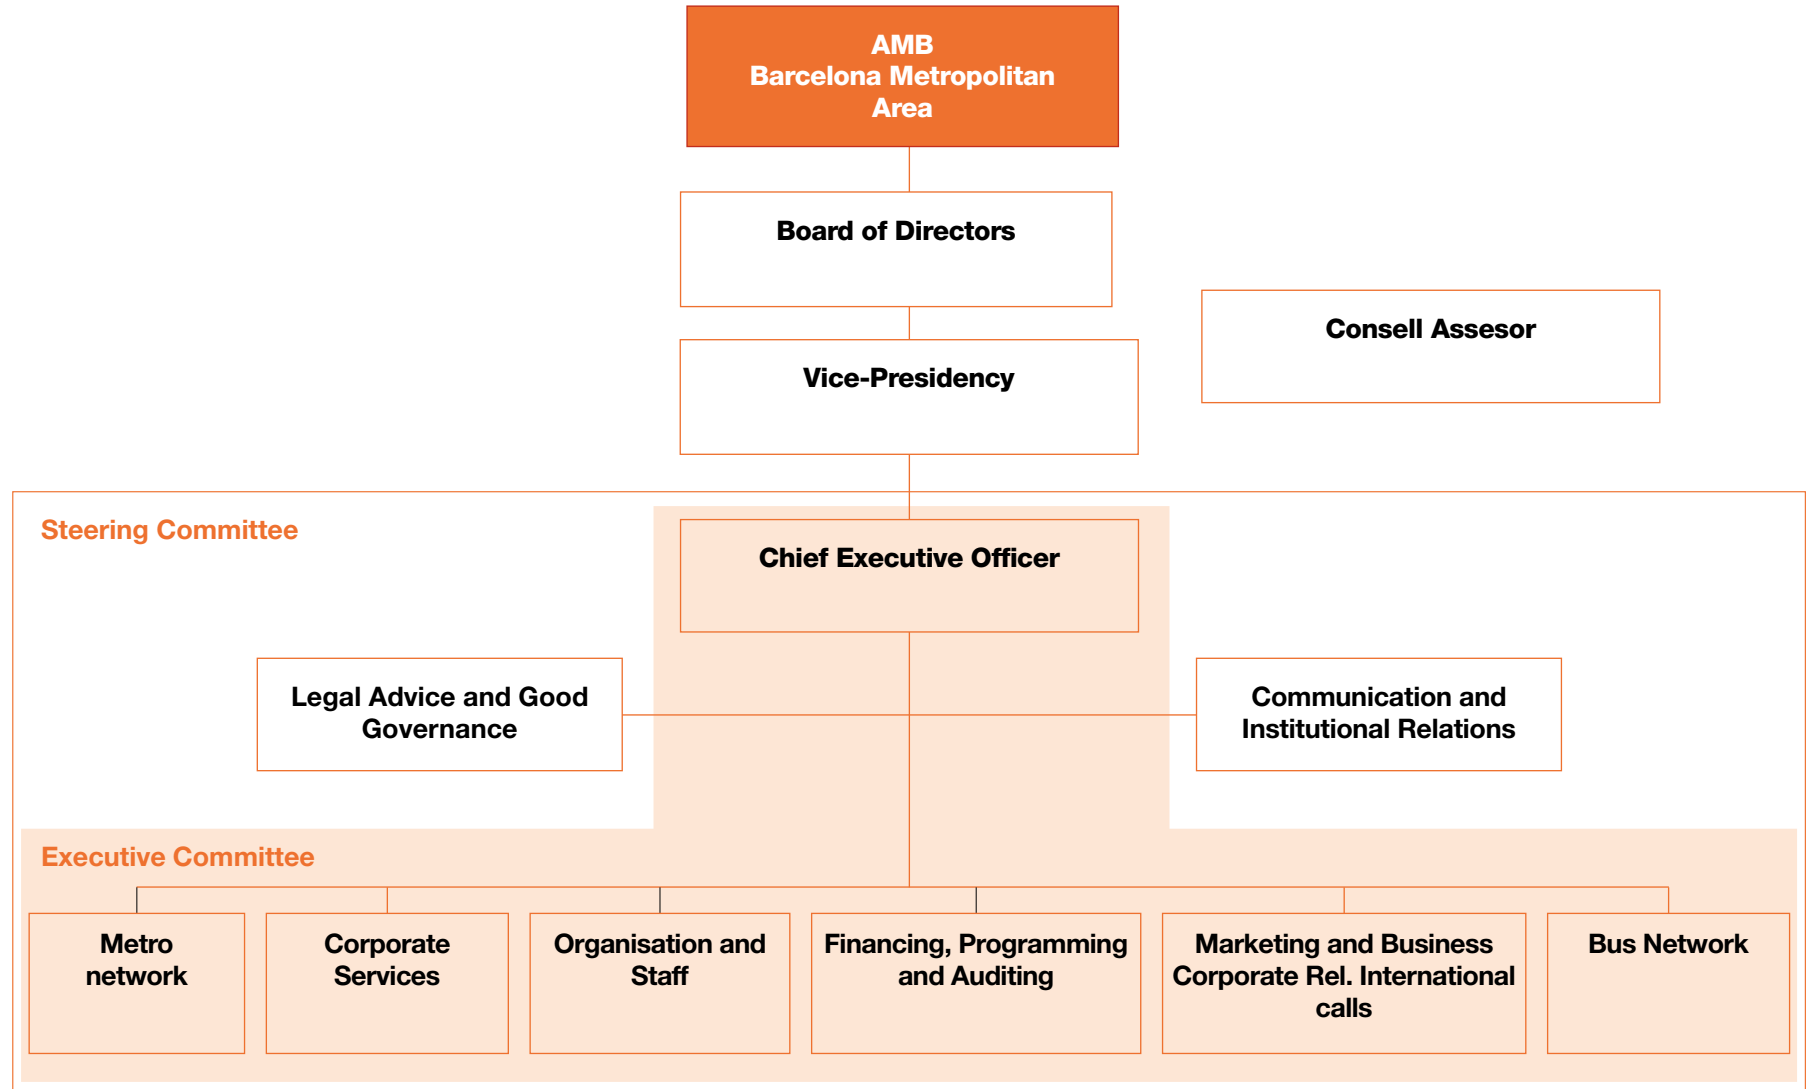 AMB
Barcelona Metropolitan
Area
Board of Directors
Consell Assesor
Vice-Presidency
Steering Committee
Chief Executive Officer
Legal Advice and Good
Governance
Communication and
Institutional Relations
Executive Committee
Metro
network
Corporate
Services
Organisation and
Staff
Financing, Programming
and Auditing
Marketing and Business
Corporate Rel. International
calls
Bus Network